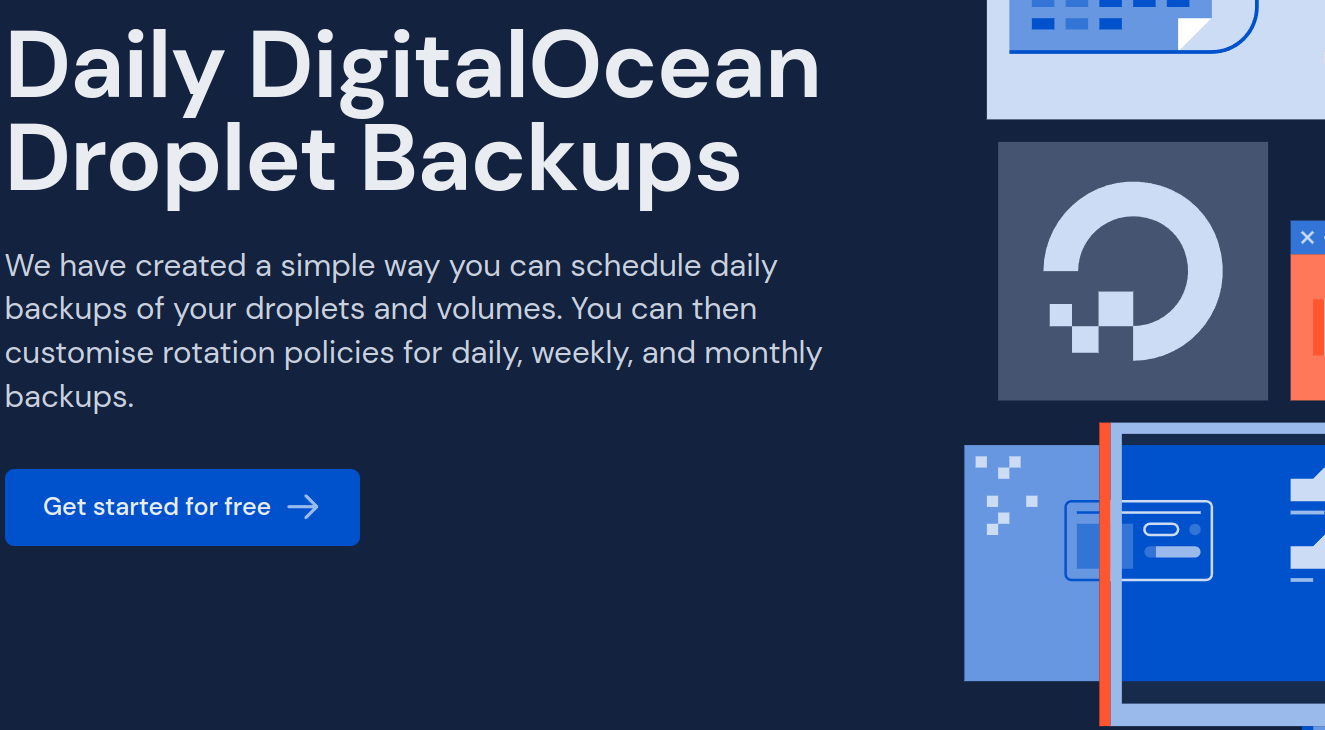 Daily DigitalOcean
Droplet Backups
We have created a simple way you can schedule daily
backups of your droplets and volumes. You can then
customise rotation policies for daily, weekly, and monthly
backups.
Get started for free